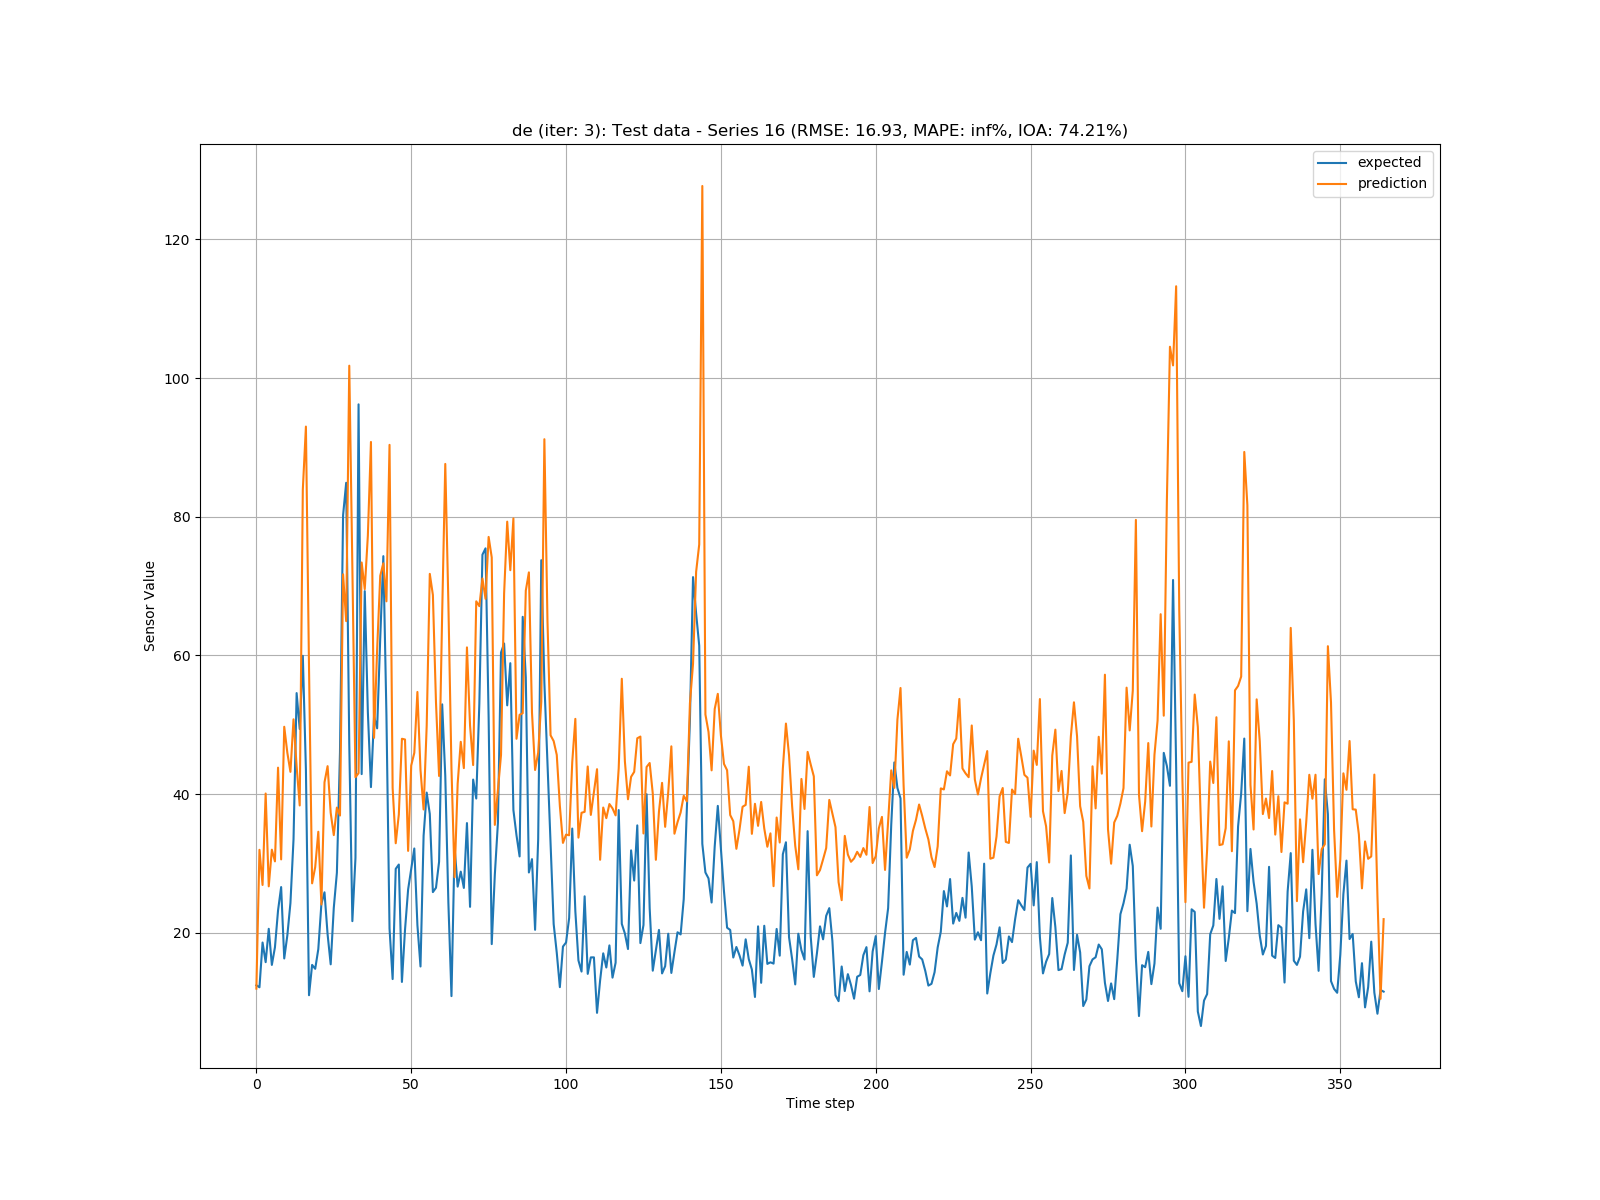 de (iter: 3): Test data - Series 16 (RMSE: 16.93, MAPE: inf%, IOA: 74.21%)
expected
prediction
120
100
80
60
40
20
Sensor Value
0 50 100 150 200 250 300 350
Time step